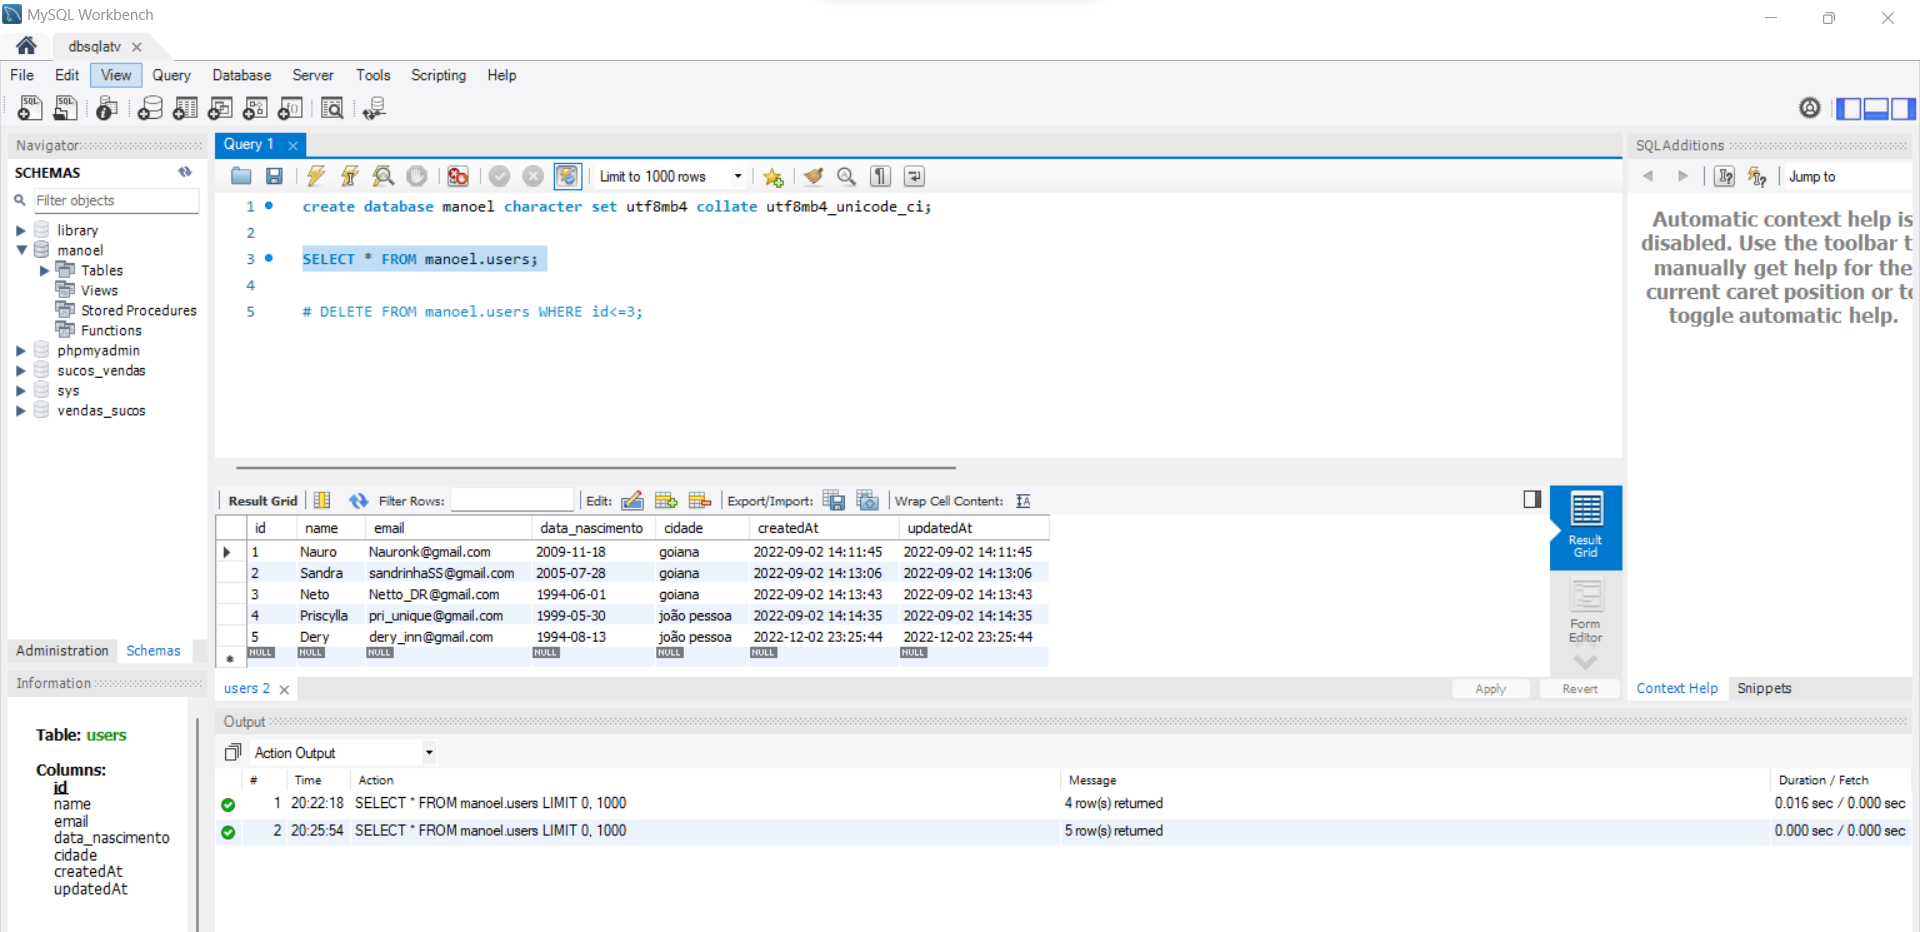 MySQL Workbench
dbsqlatv
File Edit View Query Database Server Tools Scripting Help
Navigator
SCHEMAS
Filter objects
library
manoel
Tables
Views
Stored Procedures
Functions
phpmyadmin
sucos_vendas
sys
vendas_sucos
Administration Schemas
Information
Table: users
Columns:
id
name
email
data_nascimento
cidade
createdAt
updatedAt
Query 1
Limit to 1000 rows
1 create database manoel character set utf8mb4 collate utf8mb4_unicode_ci;
2
3 SELECT * FROM manoel.users;
4
5 # DELETE FROM manoel.users WHERE id<=3;
Result Grid Filter Rows: Edit: Export/Import: Wrap Cell Content:
id name email data_nascimento cidade createdAt updatedAt
1 Nauro Nauronk@gmail.com 2009-11-18 goiana 2022-09-02 14:11:45 2022-09-02 14:11:45
2 Sandra sandrinhaSS@gmail.com 2005-07-28 goiana 2022-09-02 14:13:06 2022-09-02 14:13:06
3 Neto Netto_DR@gmail.com 1994-06-01 goiana 2022-09-02 14:13:43 2022-09-02 14:13:43
4 Priscylla pri_unique@gmail.com 1999-05-30 joão pessoa 2022-09-02 14:14:35 2022-09-02 14:14:35
5 Dery dery_inn@gmail.com 1994-08-13 joão pessoa 2022-12-02 23:25:44 2022-12-02 23:25:44
NULL NULL NULL NULL NULL NULL NULL
Result
Grid
Form
Editor
users 2
Apply Revert
Output
Action Output
# Time Action Message Duration / Fetch
1 20:22:18 SELECT * FROM manoel.users LIMIT 0, 1000 4 row(s) returned 0.016 sec / 0.000 sec
2 20:25:54 SELECT * FROM manoel.users LIMIT 0, 1000 5 row(s) returned 0.000 sec / 0.000 sec
SQLAdditions
Jump to
Automatic context help is
disabled. Use the toolbar t
manually get help for the
current caret position or to
toggle automatic help.
Context Help Snippets